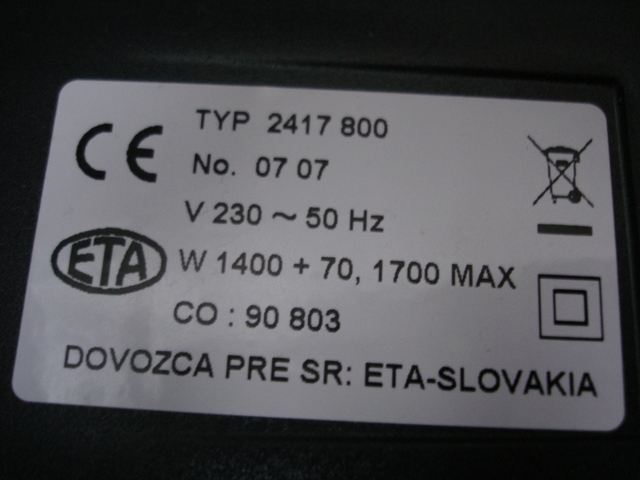 CE
TYP 2417 800
No. 07 07
V 230 ~ 50 Hz
ETA
W 1400 + 70, 1700 MAX
CO : 90 803
DOVOZCA PRE SR: ETA-SLOVAKIA